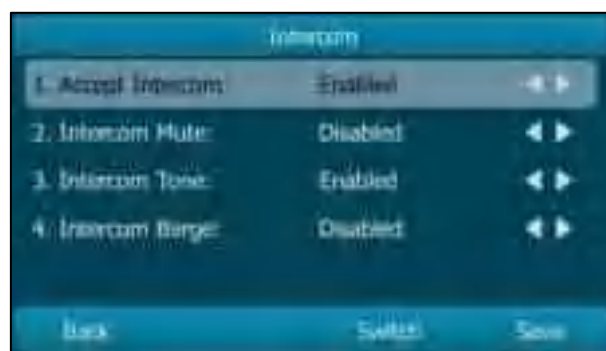 Intercom
1. Accept Intercom: Enabled
2. Intercom Mute: Disabled
3. Intercom Tone: Enabled
4. Intercom Barge: Disabled
Back Switch Save